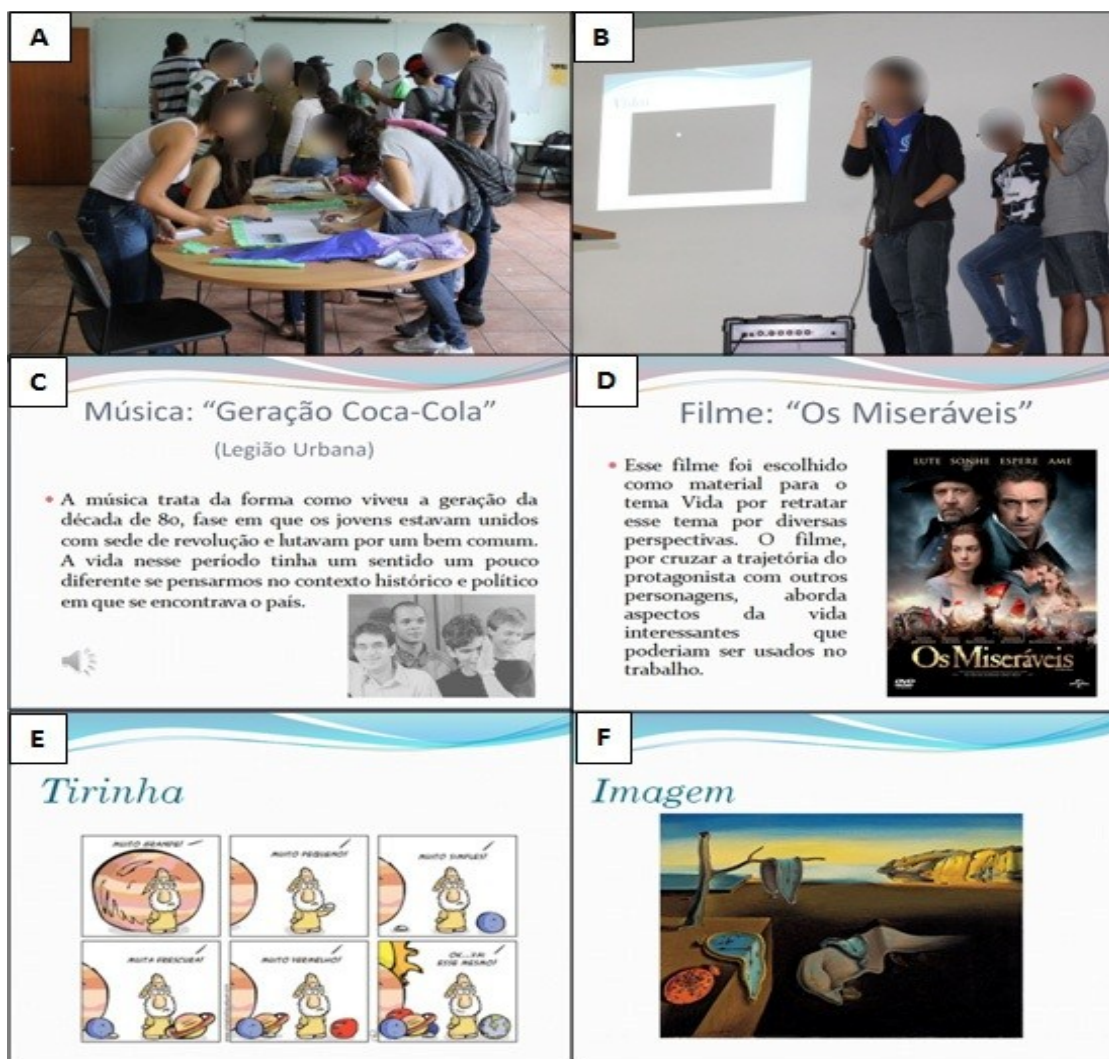 A
B
C
Música: “Geração Coca-Cola”
(Legião Urbana)
• A música trata da forma como viveu a geração da
década de 80, fase em que os jovens estavam unidos
com sede de revolução e lutavam por um bem comum.
A vida nesse período tinha um sentido um pouco
diferente se pensarmos no contexto histórico e político
em que se encontrava o país.
D
Filme: “Os Miseráveis”
• Esse filme foi escolhido
como material para o
tema Vida por retratar
esse tema por diversas
perspectivas. O filme,
por cruzar a trajetória do
protagonista com outros
personagens, aborda
aspectos da vida
interessantes que
poderiam ser usados no
trabalho.
LUTE SONHE ESPERE AME
Os Miseráveis
DVD
E
Tirinha
MUITO GRANDE!
MUITO PEQUENO!
MUITO SIMPLES!
MUITA FRESCURA!
MUITO VERMELHO!
OK...VAI
ESSE MESMO!
F
Imagem